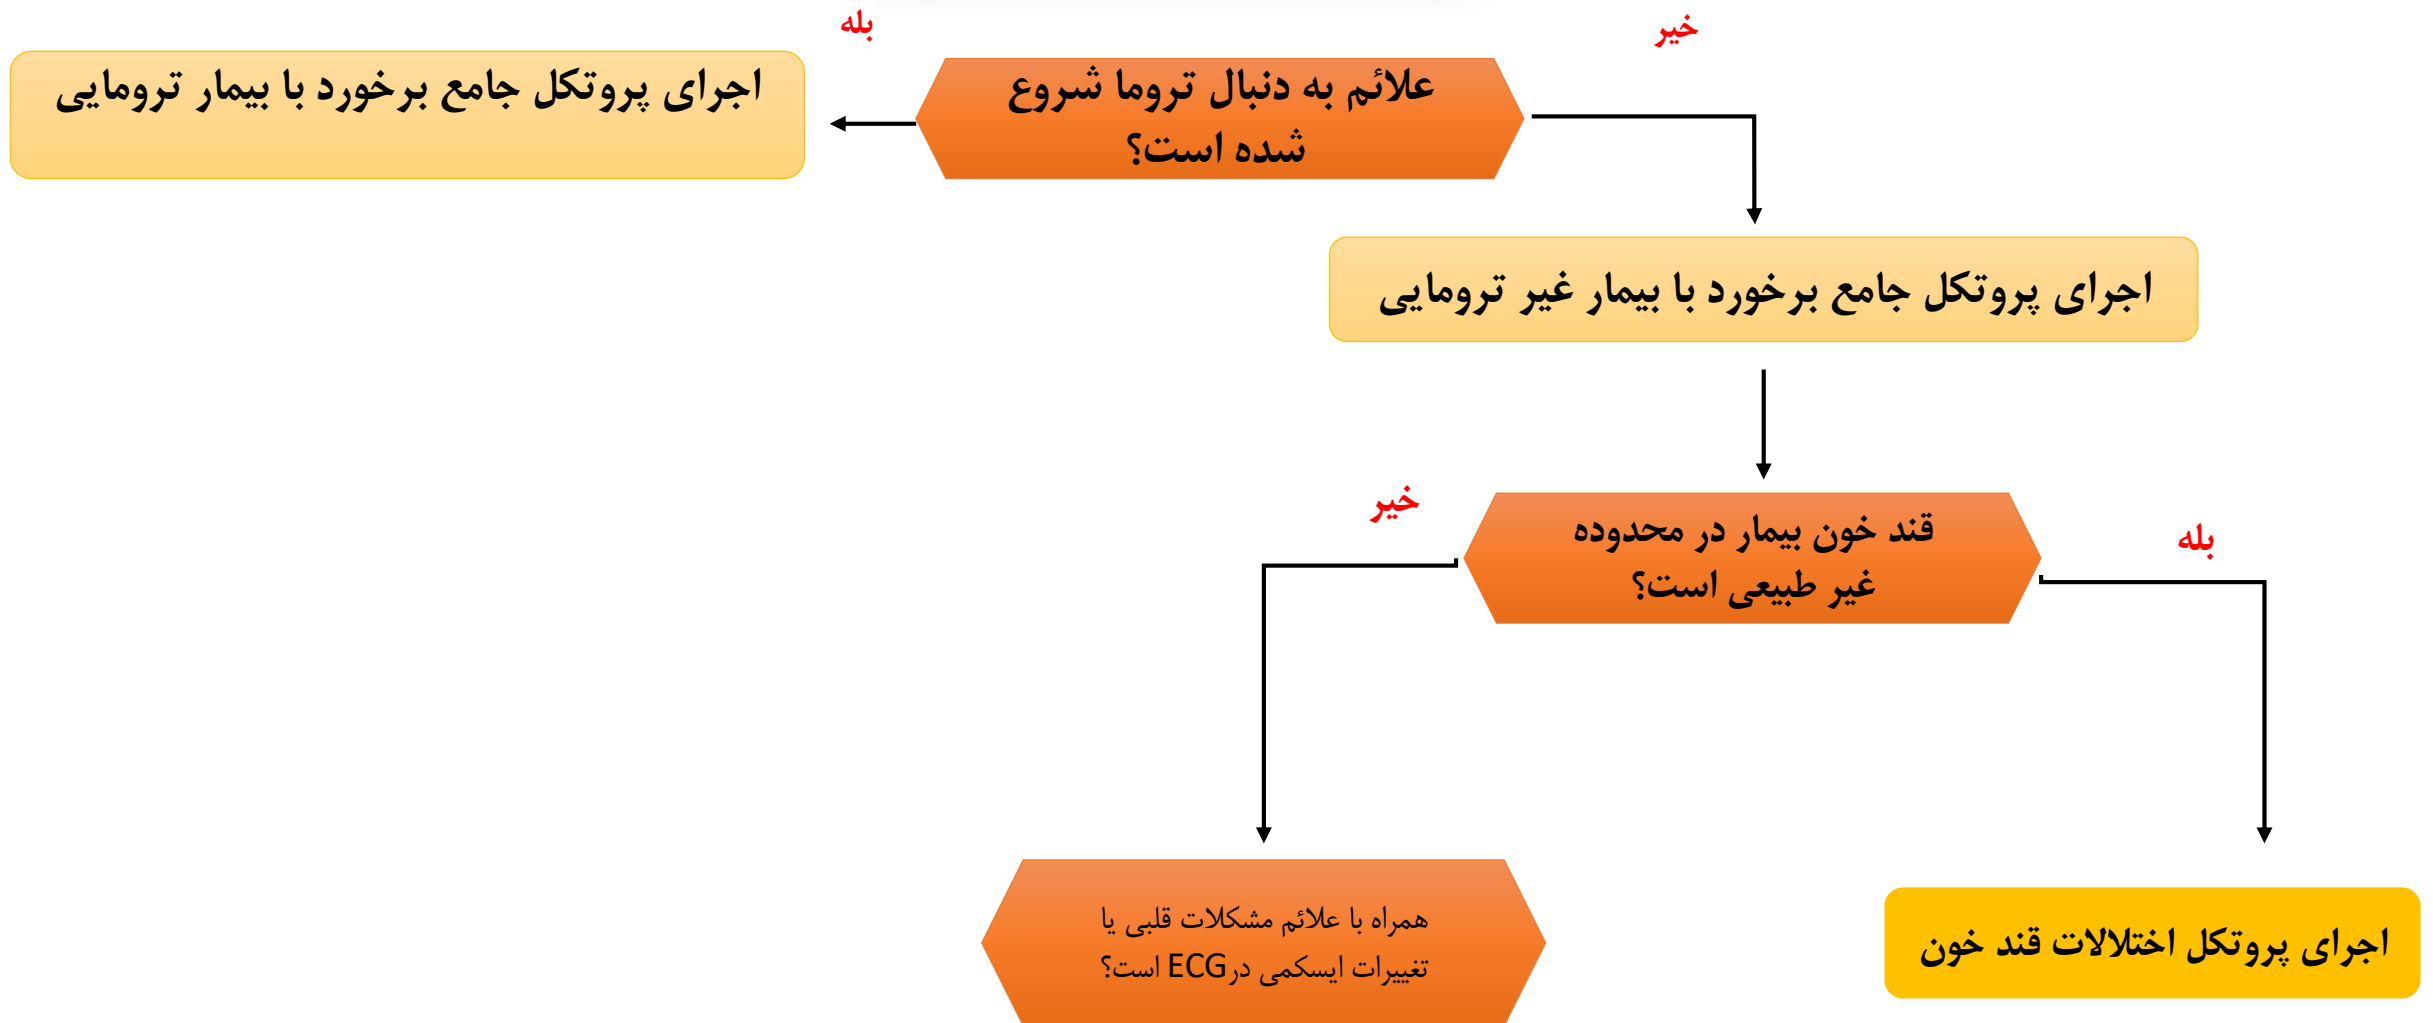 خیر
بله
علائم به دنبال تروما شروع
شده است؟
اجرای پروتکل جامع برخورد با بیمار ترومایی
اجرای پروتکل جامع برخورد با بیمار غیر ترومایی
خیر
قند خون بیمار در محدوده
غیر طبیعی است؟
بله
همراه با علائم مشکلات قلبی یا
تغییرات ایسکمی در ECG است؟
اجرای پروتکل اختلالات قند خون